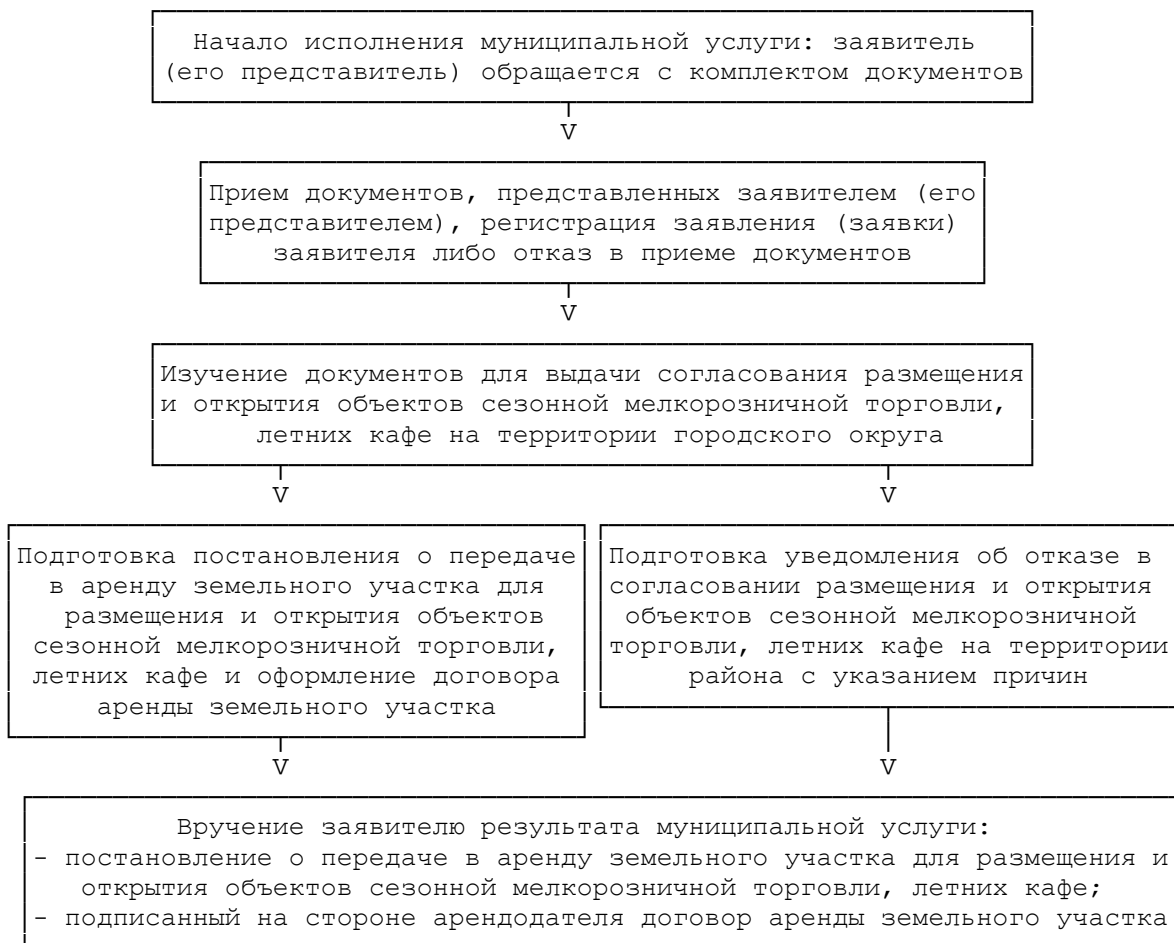 Начало исполнения муниципальной услуги: заявитель
(его представитель) обращается с комплектом документов
V
Прием документов, представленных заявителем (его
представителем), регистрация заявления (заявки)
заявителя либо отказ в приеме документов
V
Изучение документов для выдачи согласования размещения
и открытия объектов сезонной мелкорозничной торговли,
летних кафе на территории городского округа
V
V
Подготовка постановления о передаче
в аренду земельного участка для
размещения и открытия объектов
сезонной мелкорозничной торговли,
летних кафе и оформление договора
аренды земельного участка
Подготовка уведомления об отказе в
согласовании размещения и открытия
объектов сезонной мелкорозничной
торговли, летних кафе на территории
района с указанием причин
V
V
Вручение заявителю результата муниципальной услуги:
- постановление о передаче в аренду земельного участка для размещения и
открытия объектов сезонной мелкорозничной торговли, летних кафе;
- подписанный на стороне арендодателя договор аренды земельного участка